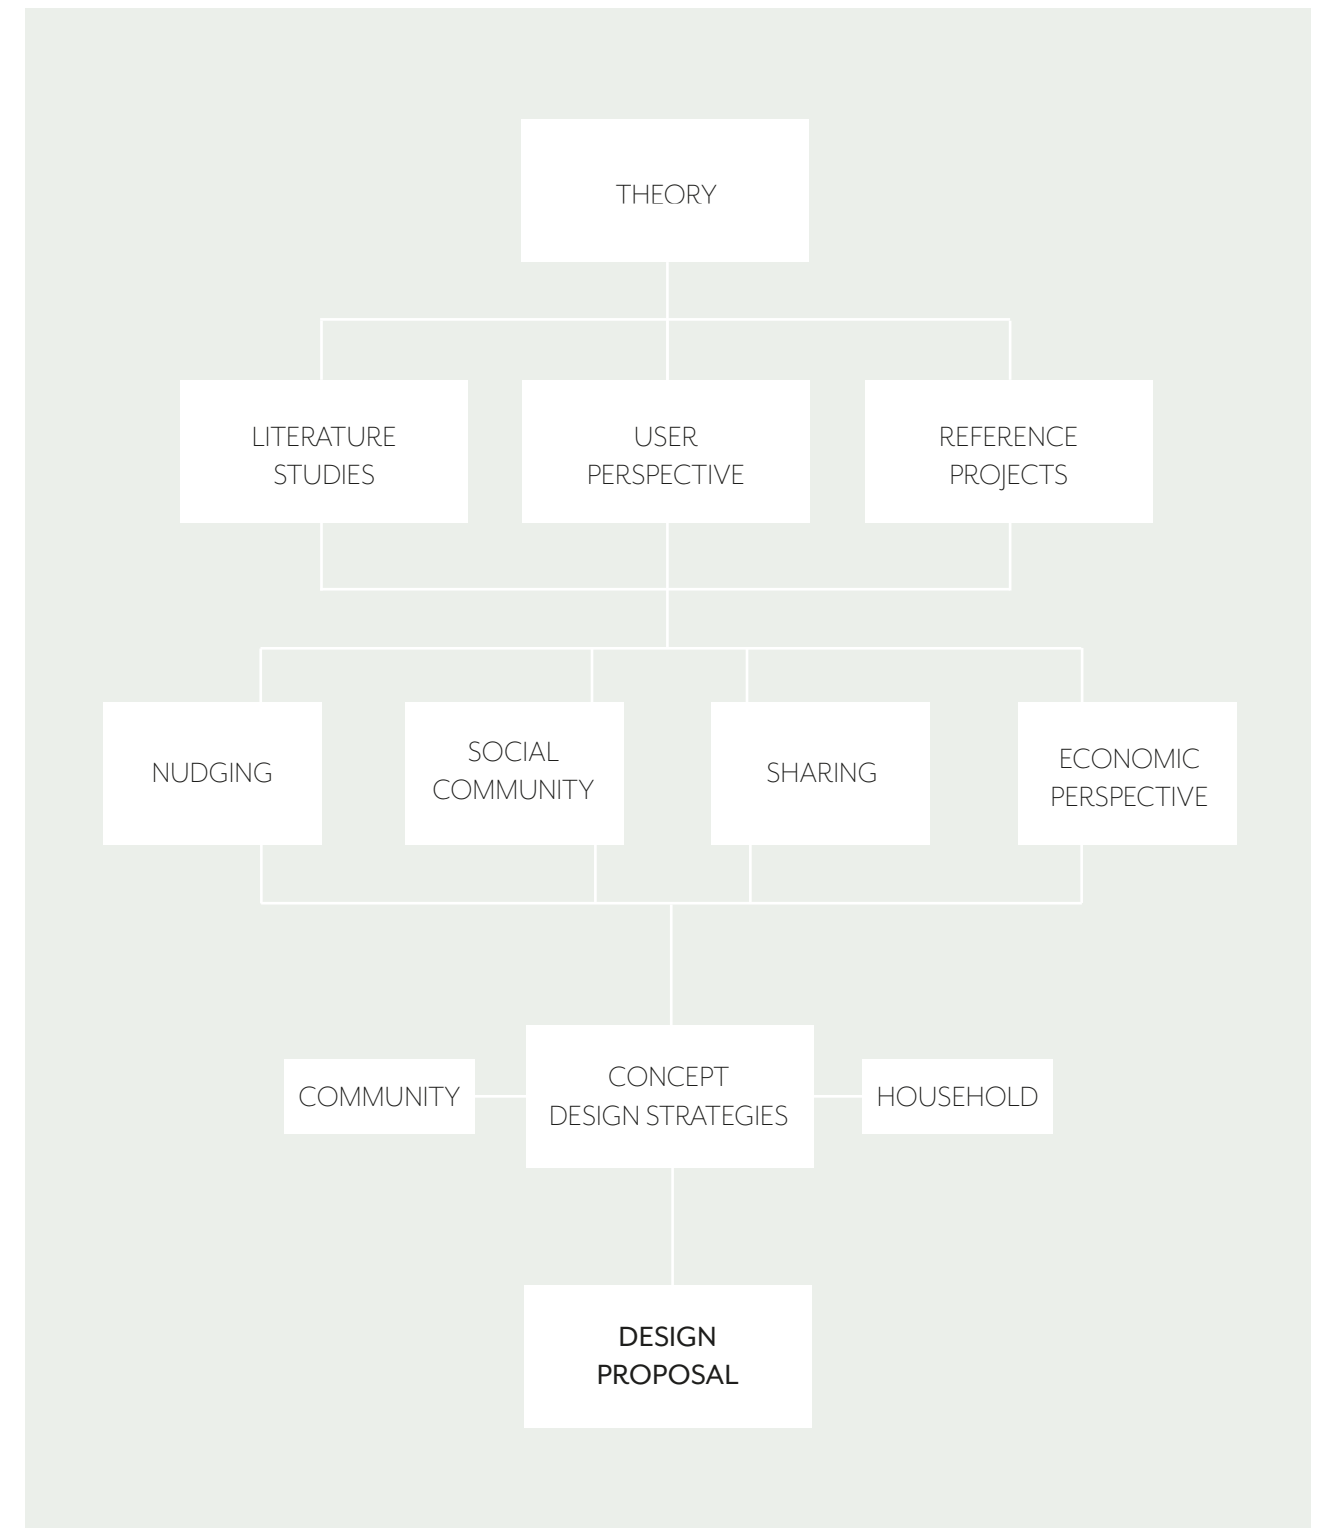 THEORY
LITERATURE
STUDIES
USER
PERSPECTIVE
REFERENCE
PROJECTS
NUDGING
SOCIAL
COMMUNITY
SHARING
ECONOMIC
PERSPECTIVE
COMMUNITY
CONCEPT
DESIGN STRATEGIES
HOUSEHOLD
DESIGN
PROPOSAL